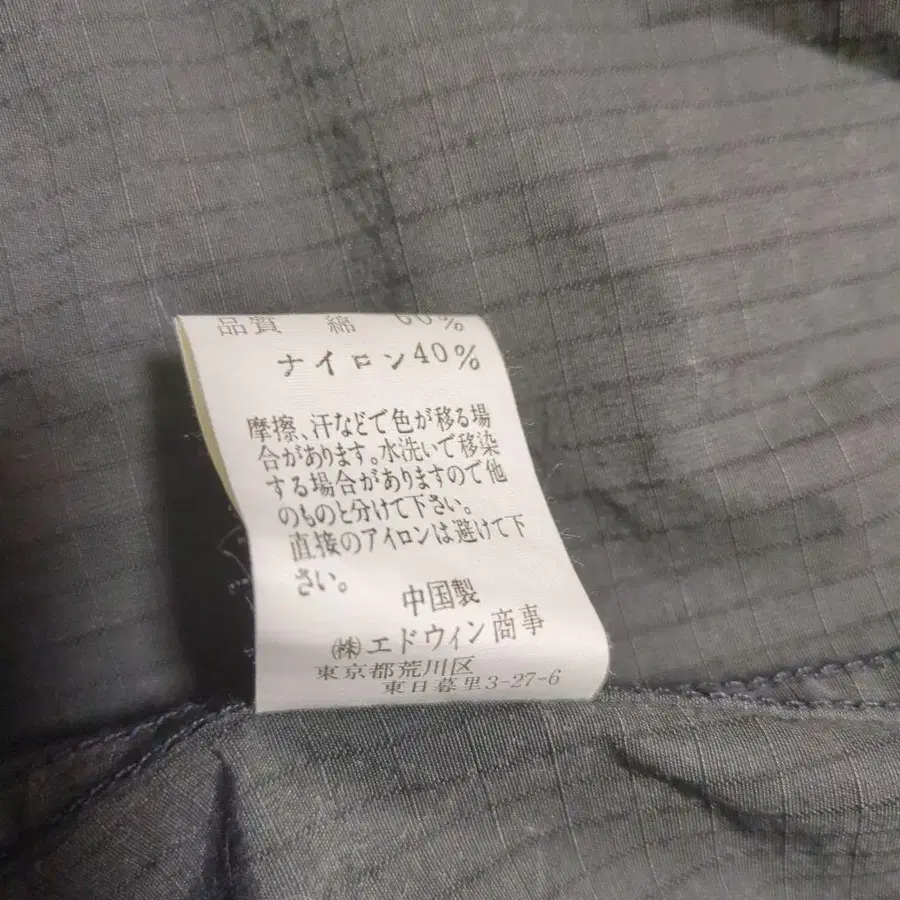 品質 綿 60%
ナイロン40%
摩擦、汗などで色が移る場
合があります。水洗いで移染
する場合がありますので他
のものと分けて下さい。
直接のアイロンは避けて下
さい。
中国製
㈱エドウィン商事
東京都荒川区
東日暮里3-27-6